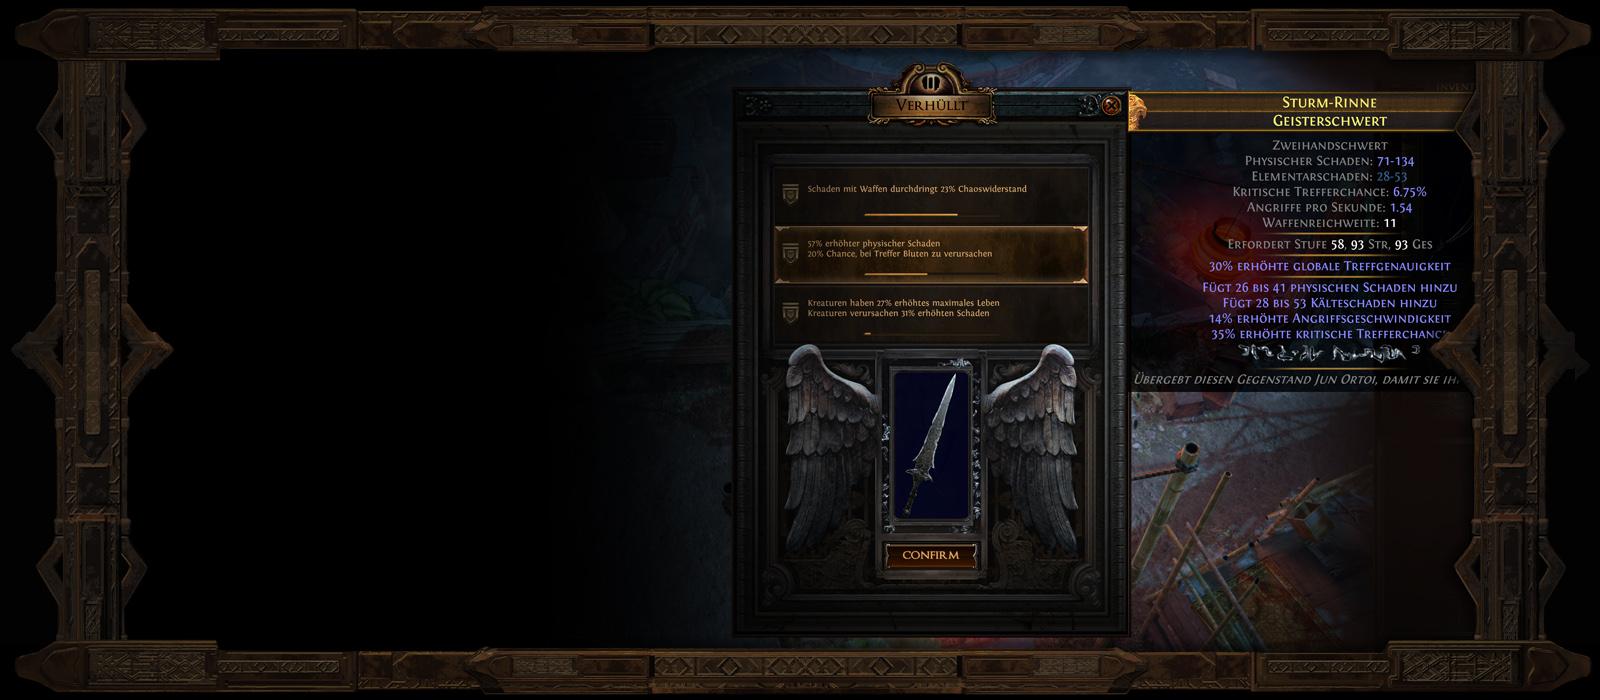 Verhüllt
Schaden mit Waffen durchdringt 23% Chaoswiderstand
57% erhöhter physischer Schaden
20% Chance, bei Treffer Bluten zu verursachen
Kreaturen haben 27% erhöhtes maximales Leben
Kreaturen verursachen 31% erhöhten Schaden
CONFIRM
Sturm-Rinne
Geisterschwert
Zweihandschwert
Physischer Schaden: 71-134
Elementarschaden: 28-53
Kritische Trefferchance: 6.75%
Angriffe pro Sekunde: 1.54
Waffenreichweite: 11
Erfordert Stufe 58, 93 Str, 93 Ges
30% erhöhte globale Treffgenauigkeit
Fügt 26 bis 41 physischen Schaden hinzu
Fügt 28 bis 53 Kälteschaden hinzu
14% erhöhte Angriffsgeschwindigkeit
35% erhöhte kritische Trefferchance
Übergebt diesen Gegenstand Jun Ortoi, damit sie